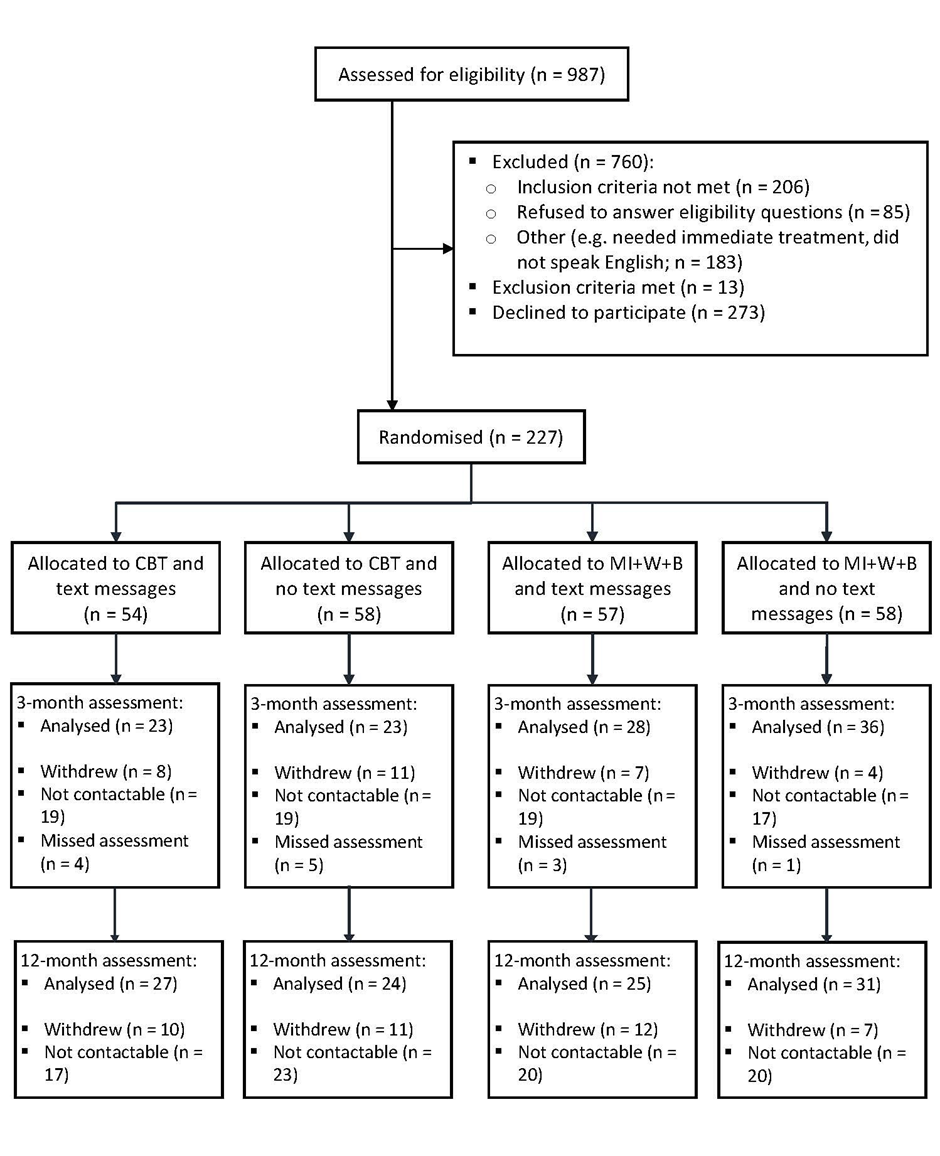 Assessed for eligibility (n = 987)
▪ Excluded (n = 760):
○ Inclusion criteria not met (n = 206)
○ Refused to answer eligibility questions (n = 85)
○ Other (e.g. needed immediate treatment, did
not speak English; n = 183)
▪ Exclusion criteria met (n = 13)
▪ Declined to participate (n = 273)
Randomised (n = 227)
Allocated to CBT and
text messages
(n = 54)
Allocated to CBT and
no text messages
(n = 58)
Allocated to MI+W+B
and text messages
(n = 57)
Allocated to MI+W+B
and no text
messages (n = 58)
3-month assessment:
▪ Analysed (n = 23)
▪ Withdrew (n = 8)
▪ Not contactable (n =
19)
▪ Missed assessment
(n = 4)
3-month assessment:
▪ Analysed (n = 23)
▪ Withdrew (n = 11)
▪ Not contactable (n =
19)
▪ Missed assessment
(n = 5)
3-month assessment:
▪ Analysed (n = 28)
▪ Withdrew (n = 7)
▪ Not contactable (n =
19)
▪ Missed assessment
(n = 3)
3-month assessment:
▪ Analysed (n = 36)
▪ Withdrew (n = 4)
▪ Not contactable (n =
17)
▪ Missed assessment
(n = 1)
12-month assessment:
▪ Analysed (n = 27)
▪ Withdrew (n = 10)
▪ Not contactable (n =
17)
12-month assessment:
▪ Analysed (n = 24)
▪ Withdrew (n = 11)
▪ Not contactable (n =
23)
12-month assessment:
▪ Analysed (n = 25)
▪ Withdrew (n = 12)
▪ Not contactable (n =
20)
12-month assessment:
▪ Analysed (n = 31)
▪ Withdrew (n = 7)
▪ Not contactable (n =
20)